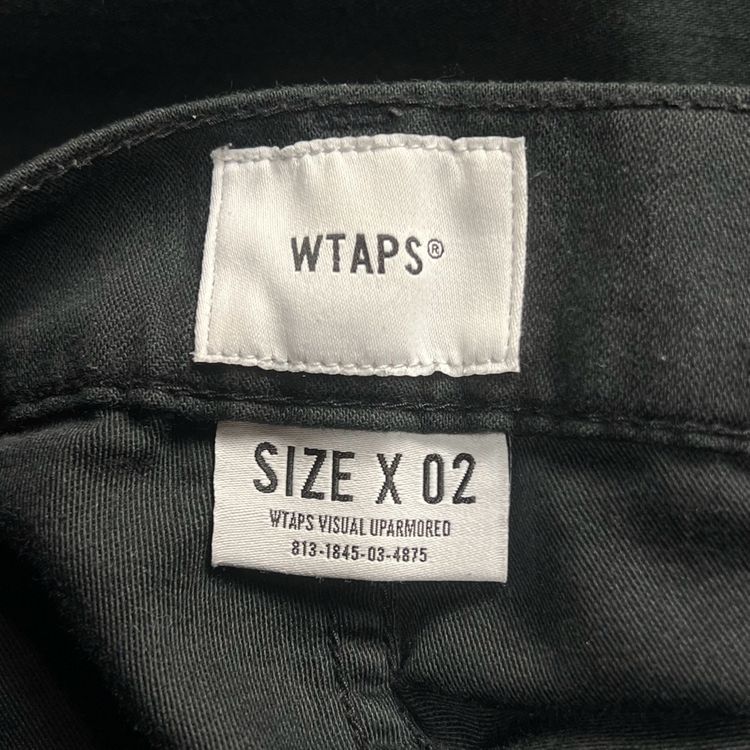 WTAPS®
SIZE X 02
WTAPS VISUAL UPARMORED
813-1845-03-4875